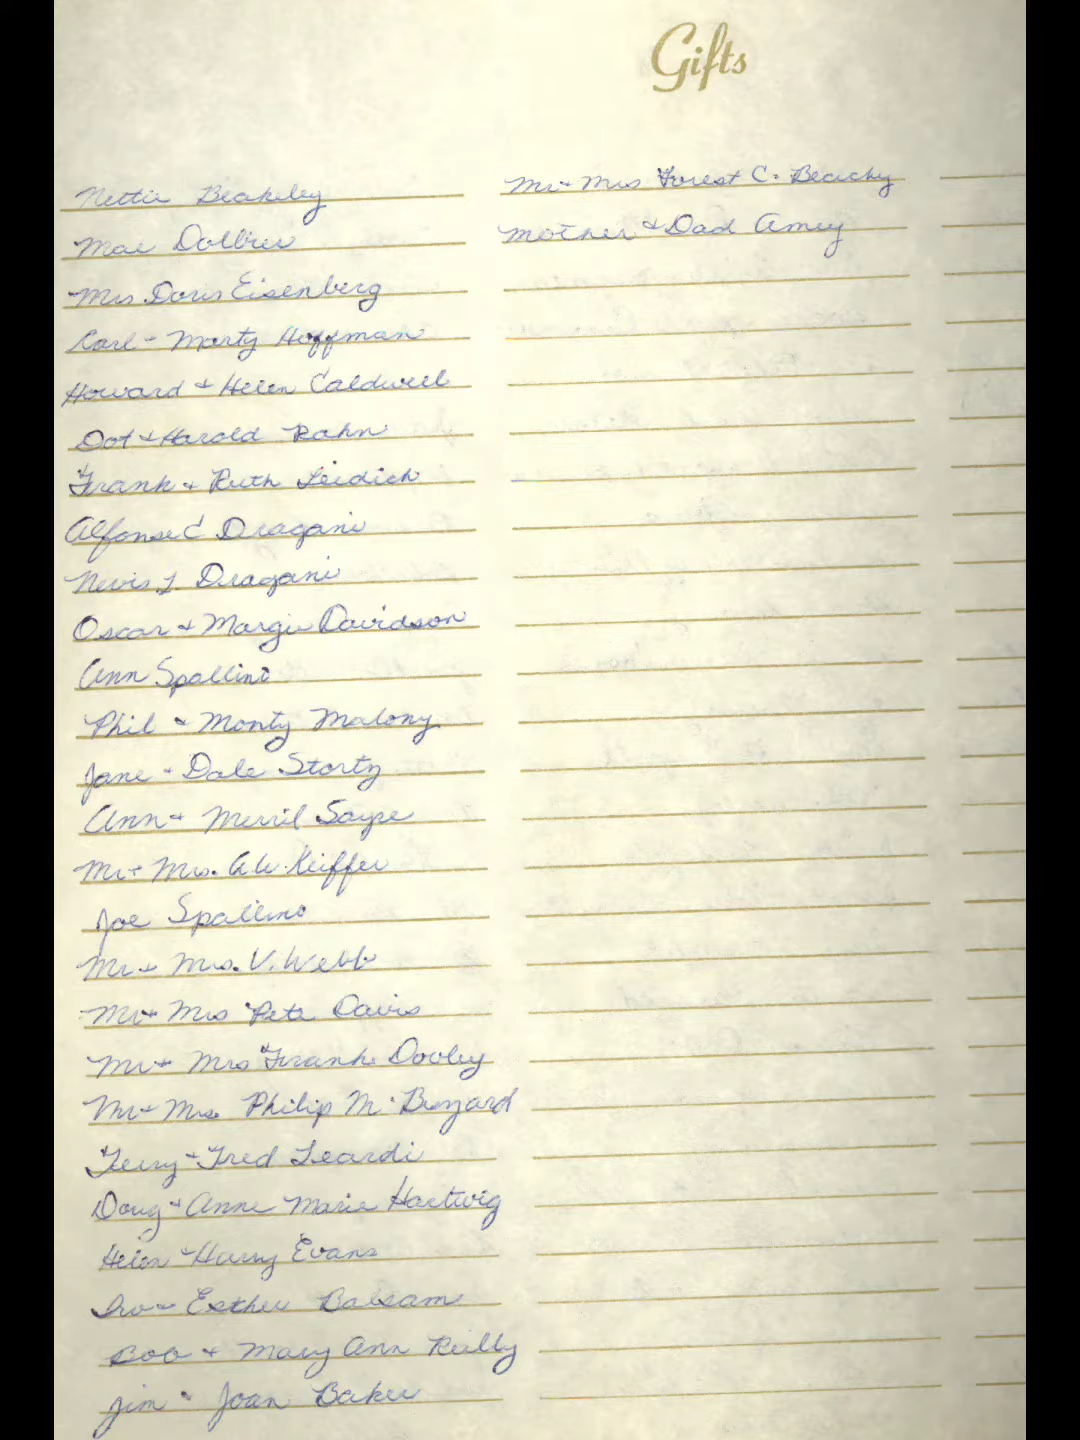 Gifts
Nettie Beakeley
Mae Dollier
Mrs. Doris Eisenberg
Carl + Marty Hoffman
Howard + Helen Caldwell
Dot + Harold Rahn
Frank + Ruth Leidich
Alfonse C Dragani
Nevis J. Dragani
Oscar + Margie Davidson
Ann Spallino
Phil + Monty Malony
Jane + Dale Storty
Ann + Merril Sayre
Mr + Mrs. A.W. Keiffer
Joe Spallino
Mr + Mrs. V. Webb
Mr + Mrs Pete Davis
Mr + Mrs Frank Dooley
Mr + Mrs. Philip M. Buzzard
Terry + Fred Leardi
Doug + Anne Marie Hartwig
Helen + Harry Evans
Irv + Esther Balsam
Bob + Mary Ann Reilly
Jim + Joan Baker
Mr + Mrs Forest C. Beachy
Mother + Dad Amey